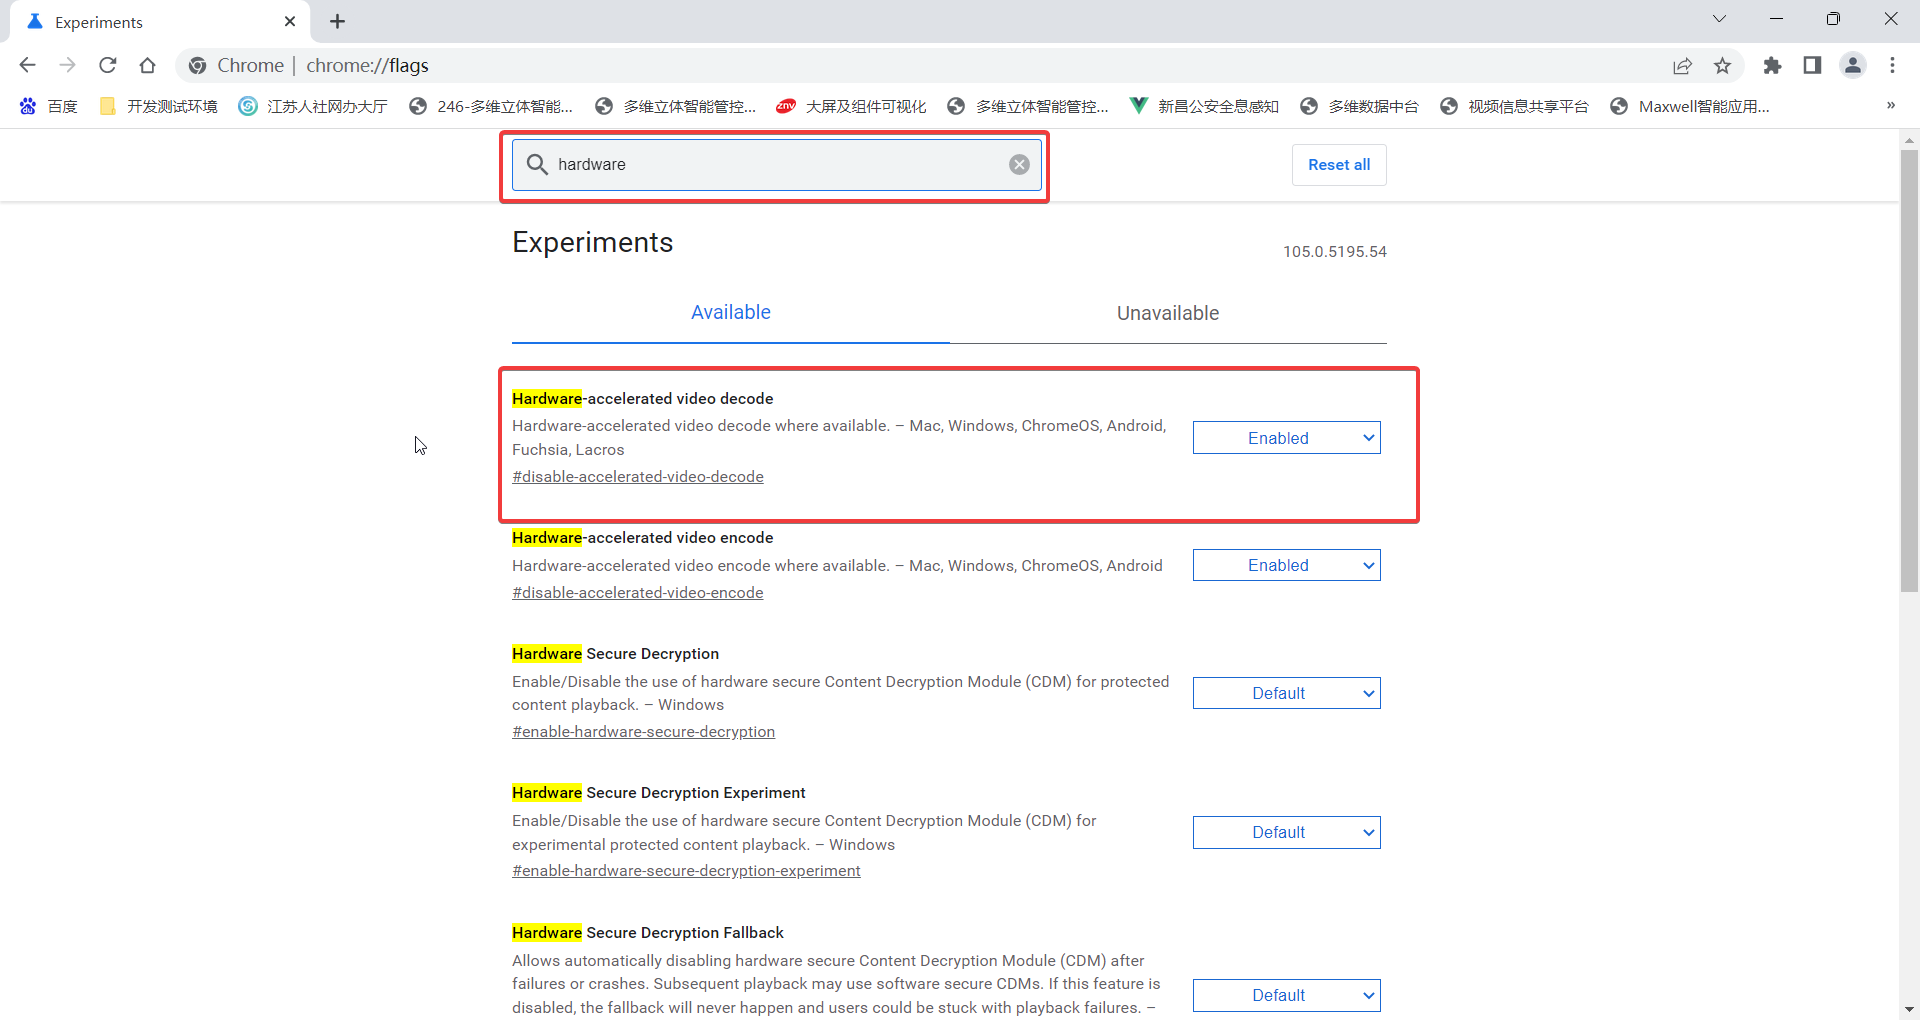 Experiments
Chrome | chrome://flags
百度
开发测试环境
江苏人社网办大厅
246-多维立体智能...
多维立体智能管控...
znv
大屏及组件可视化
多维立体智能管控...
新昌公安全息感知
多维数据中台
视频信息共享平台
Maxwell智能应用...
»
hardware
Reset all
Experiments
105.0.5195.54
Available
Unavailable
Hardware-accelerated video decode
Hardware-accelerated video decode where available. – Mac, Windows, ChromeOS, Android,
Fuchsia, Lacros
#disable-accelerated-video-decode
Enabled
Hardware-accelerated video encode
Hardware-accelerated video encode where available. – Mac, Windows, ChromeOS, Android
#disable-accelerated-video-encode
Enabled
Hardware Secure Decryption
Enable/Disable the use of hardware secure Content Decryption Module (CDM) for protected
content playback. – Windows
#enable-hardware-secure-decryption
Default
Hardware Secure Decryption Experiment
Enable/Disable the use of hardware secure Content Decryption Module (CDM) for
experimental protected content playback. – Windows
#enable-hardware-secure-decryption-experiment
Default
Hardware Secure Decryption Fallback
Allows automatically disabling hardware secure Content Decryption Module (CDM) after
failures or crashes. Subsequent playback may use software secure CDMs. If this feature is
disabled, the fallback will never happen and users could be stuck with playback failures. –
Default